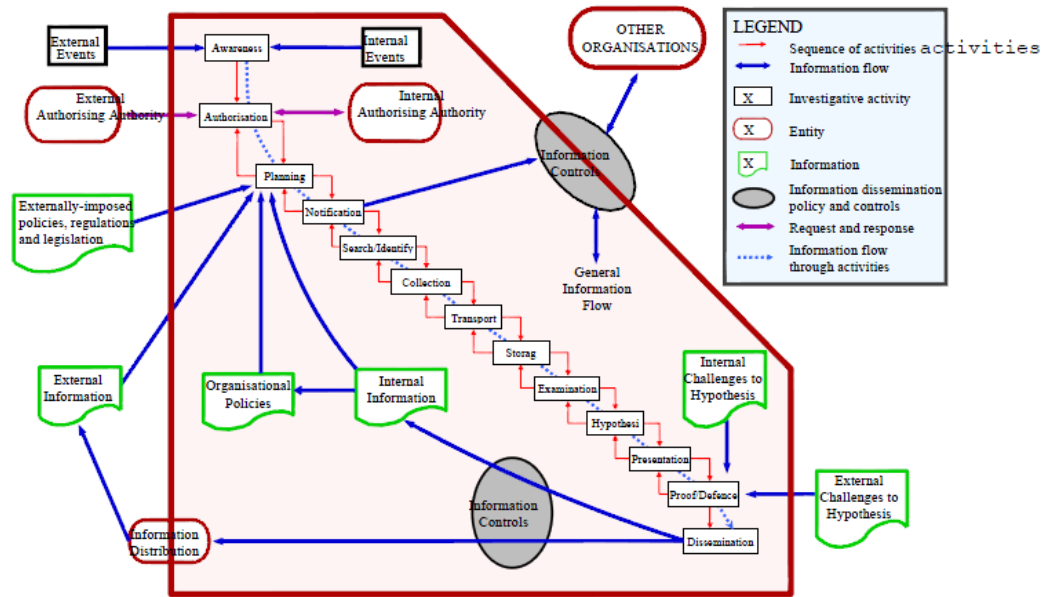 External
Events
Awareness
Internal
Events
OTHER
ORGANISATIONS
LEGEND
Sequence of activities activities
Information flow
X Investigative activity
X Entity
X Information
Information dissemination
policy and controls
Request and response
Information flow
through activities
External
Authorising Authority
Authorisation
Internal
Authorising Authority
Information
Controls
Planning
Externally-imposed
policies, regulations
and legislation
Notification
Search/Identify
Collection
General
Information
Flow
Transport
Storag
External
Information
Organisational
Policies
Internal
Information
Examination
Internal
Challenges to
Hypothesis
Hypothesi
Presentation
Proof/Defence
External
Challenges to
Hypothesis
Information
Controls
Information
Distribution
Dissemination